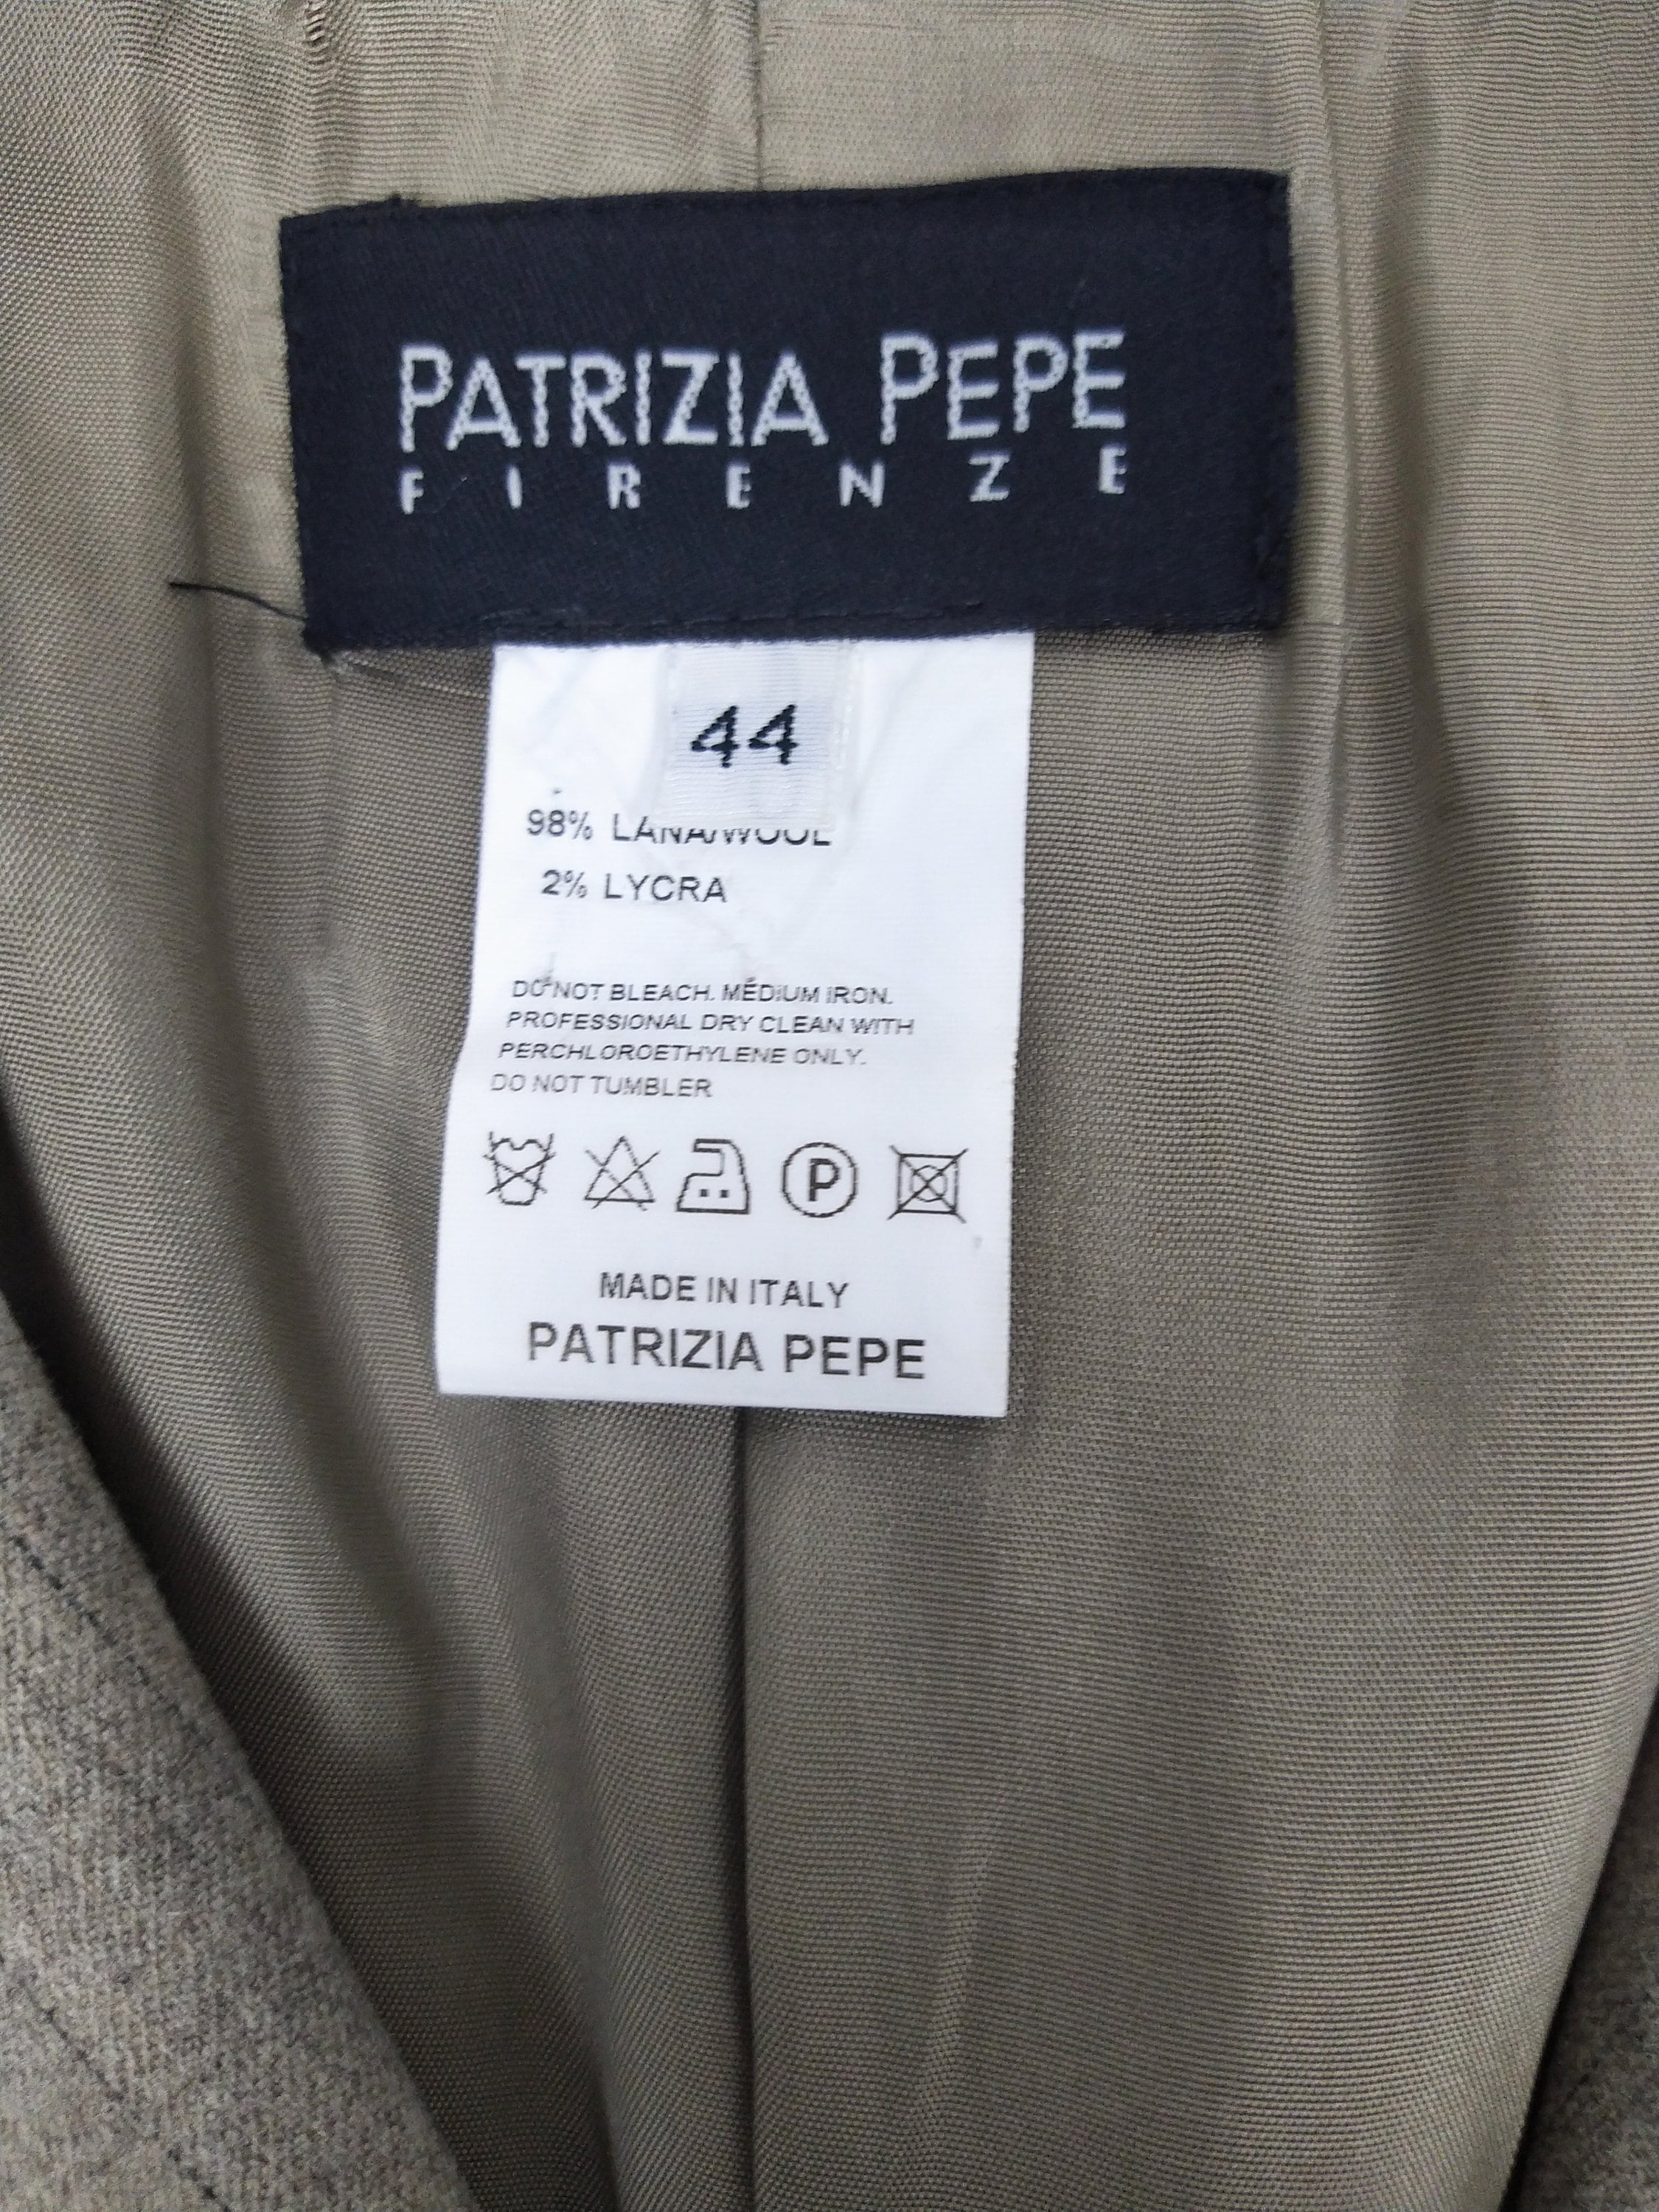 PATRIZIA PEPE
FIRENZE
44
98% LANA/WOOL
2% LYCRA
DO NOT BLEACH. MEDIUM IRON.
PROFESSIONAL DRY CLEAN WITH
PERCHLOROETHYLENE ONLY.
DO NOT TUMBLER
P
MADE IN ITALY
PATRIZIA PEPE